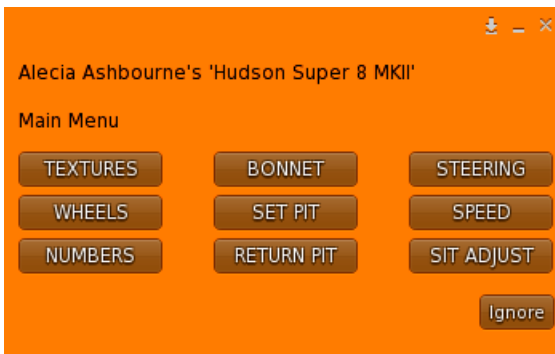 Alecia Ashbourne's 'Hudson Super 8 MKII'
Main Menu
TEXTURES BONNET STEERING
WHEELS SET PIT SPEED
NUMBERS RETURN PIT SIT ADJUST
Ignore